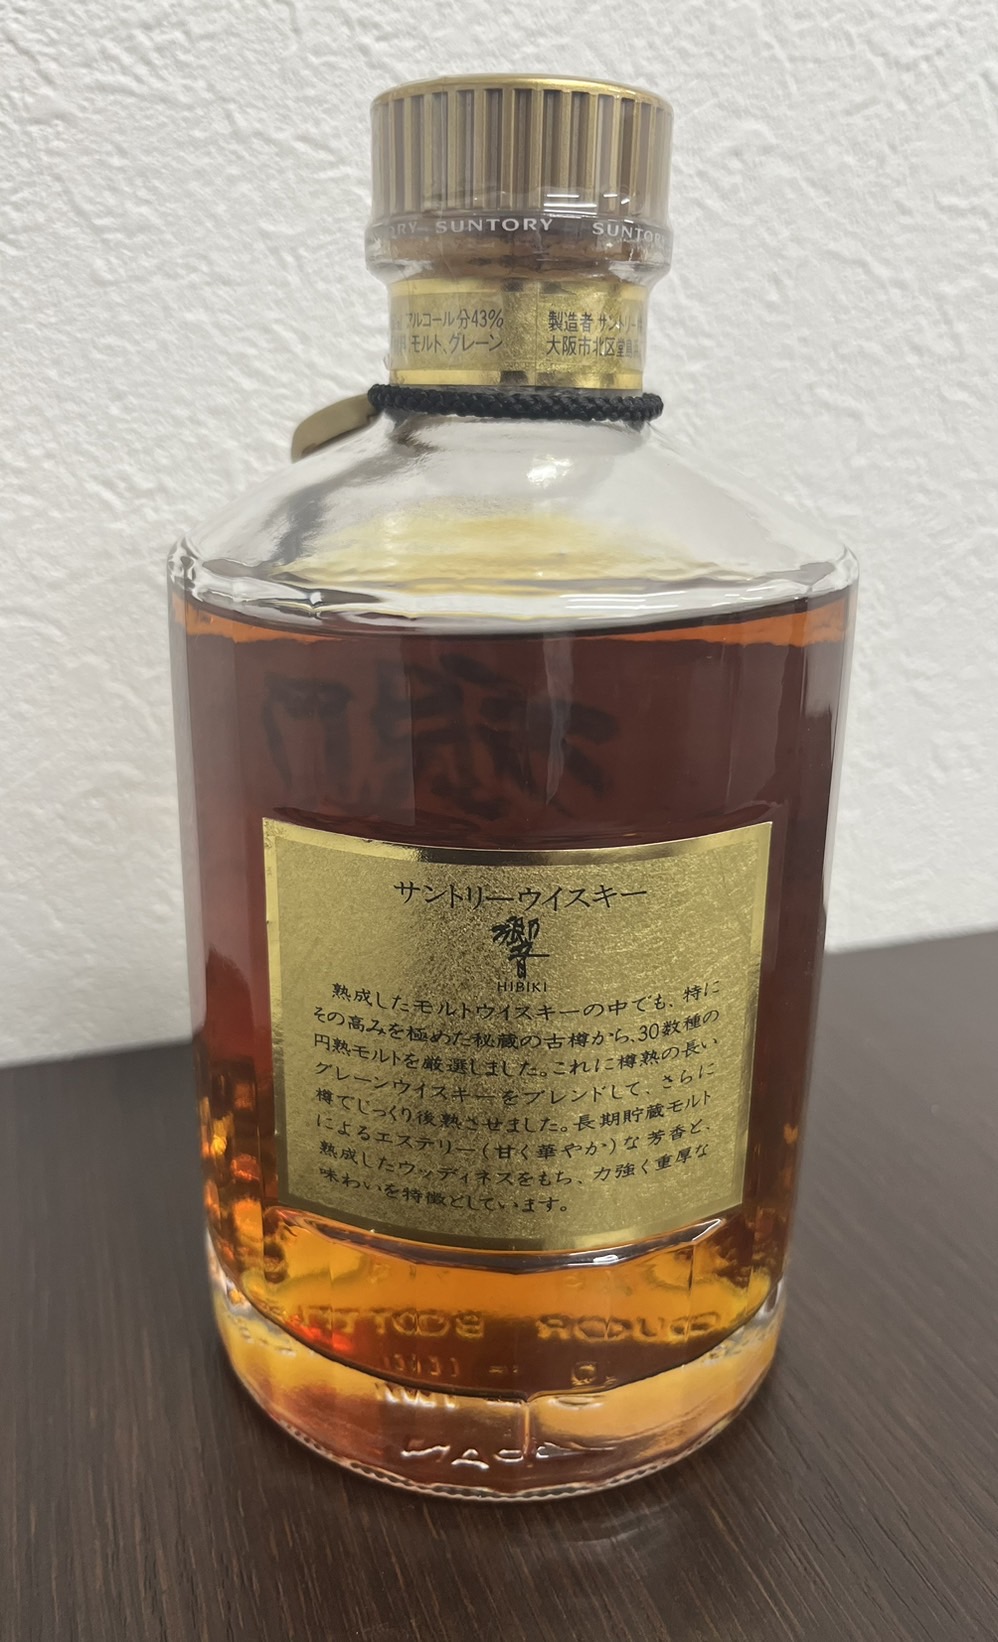 SUNTORY SUNTORY
アルコール分43% 製造者 サントリー
モルト、グレーン 大阪市北区堂島
サントリーウイスキー
響
HIBIKI
熟成したモルトウイスキーの中でも、特に
その高みを極めた秘蔵の古樽から、30数種の
円熟モルトを厳選しました。これに樽熟の長い
グレーンウイスキーをブレンドして、さらに
樽でじっくり後熟させました。長期貯蔵モルト
によるエステリー(甘く華やか)な芳香と、
熟成したウッディネスをもち、力強く重厚な
味わいを特徴としています。